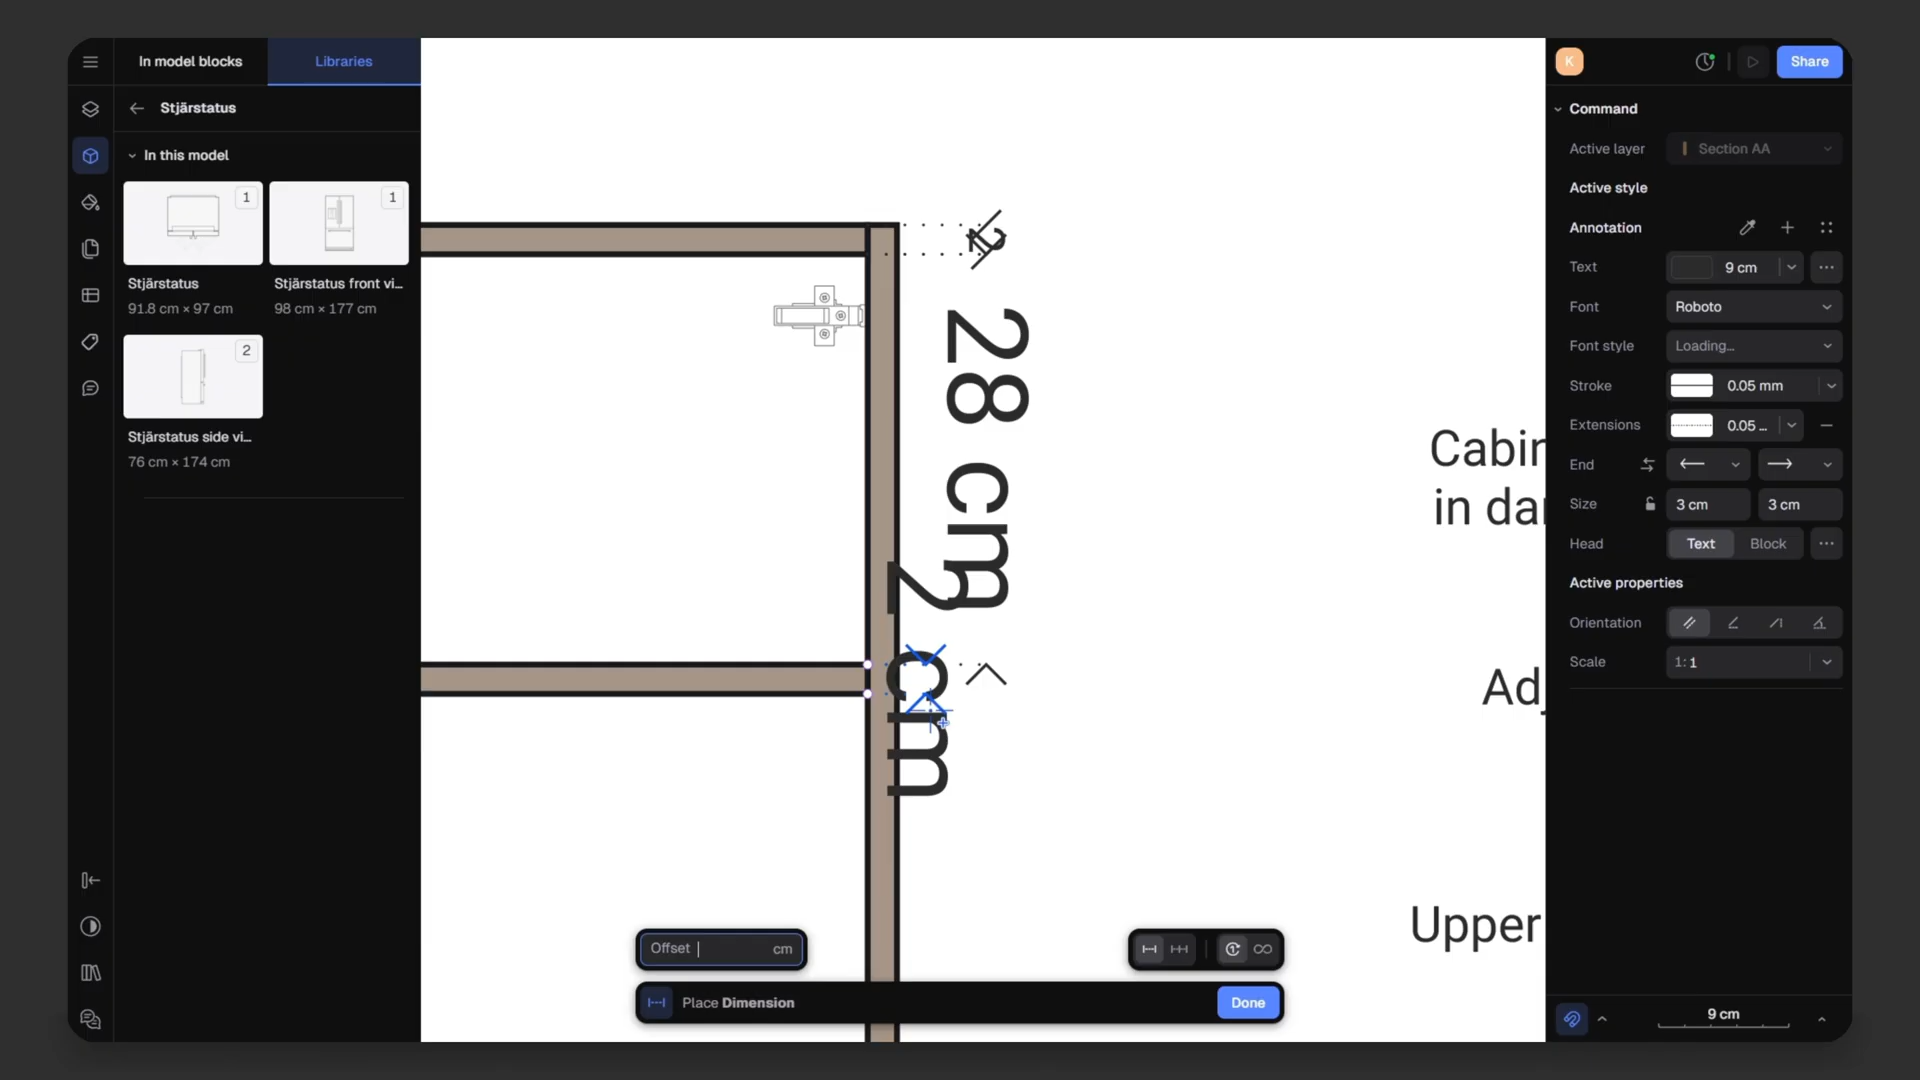 In model blocks
Libraries
Stjärstatus
In this model
1
1
Stjärstatus
91.8 cm × 97 cm
Stjärstatus front vi...
98 cm × 177 cm
2
Stjärstatus side vi...
76 cm × 174 cm
28 cm
2 cm
Cabin
in dar
Ad
Upper
Offset
cm
Place Dimension
Done
K
Share
Command
Active layer
Section AA
Active style
Annotation
Text
9 cm
Font
Roboto
Font style
Loading...
Stroke
0.05 mm
Extensions
0.05 ...
End
Size
3 cm
3 cm
Head
Text
Block
Active properties
Orientation
Scale
1: 1
9 cm